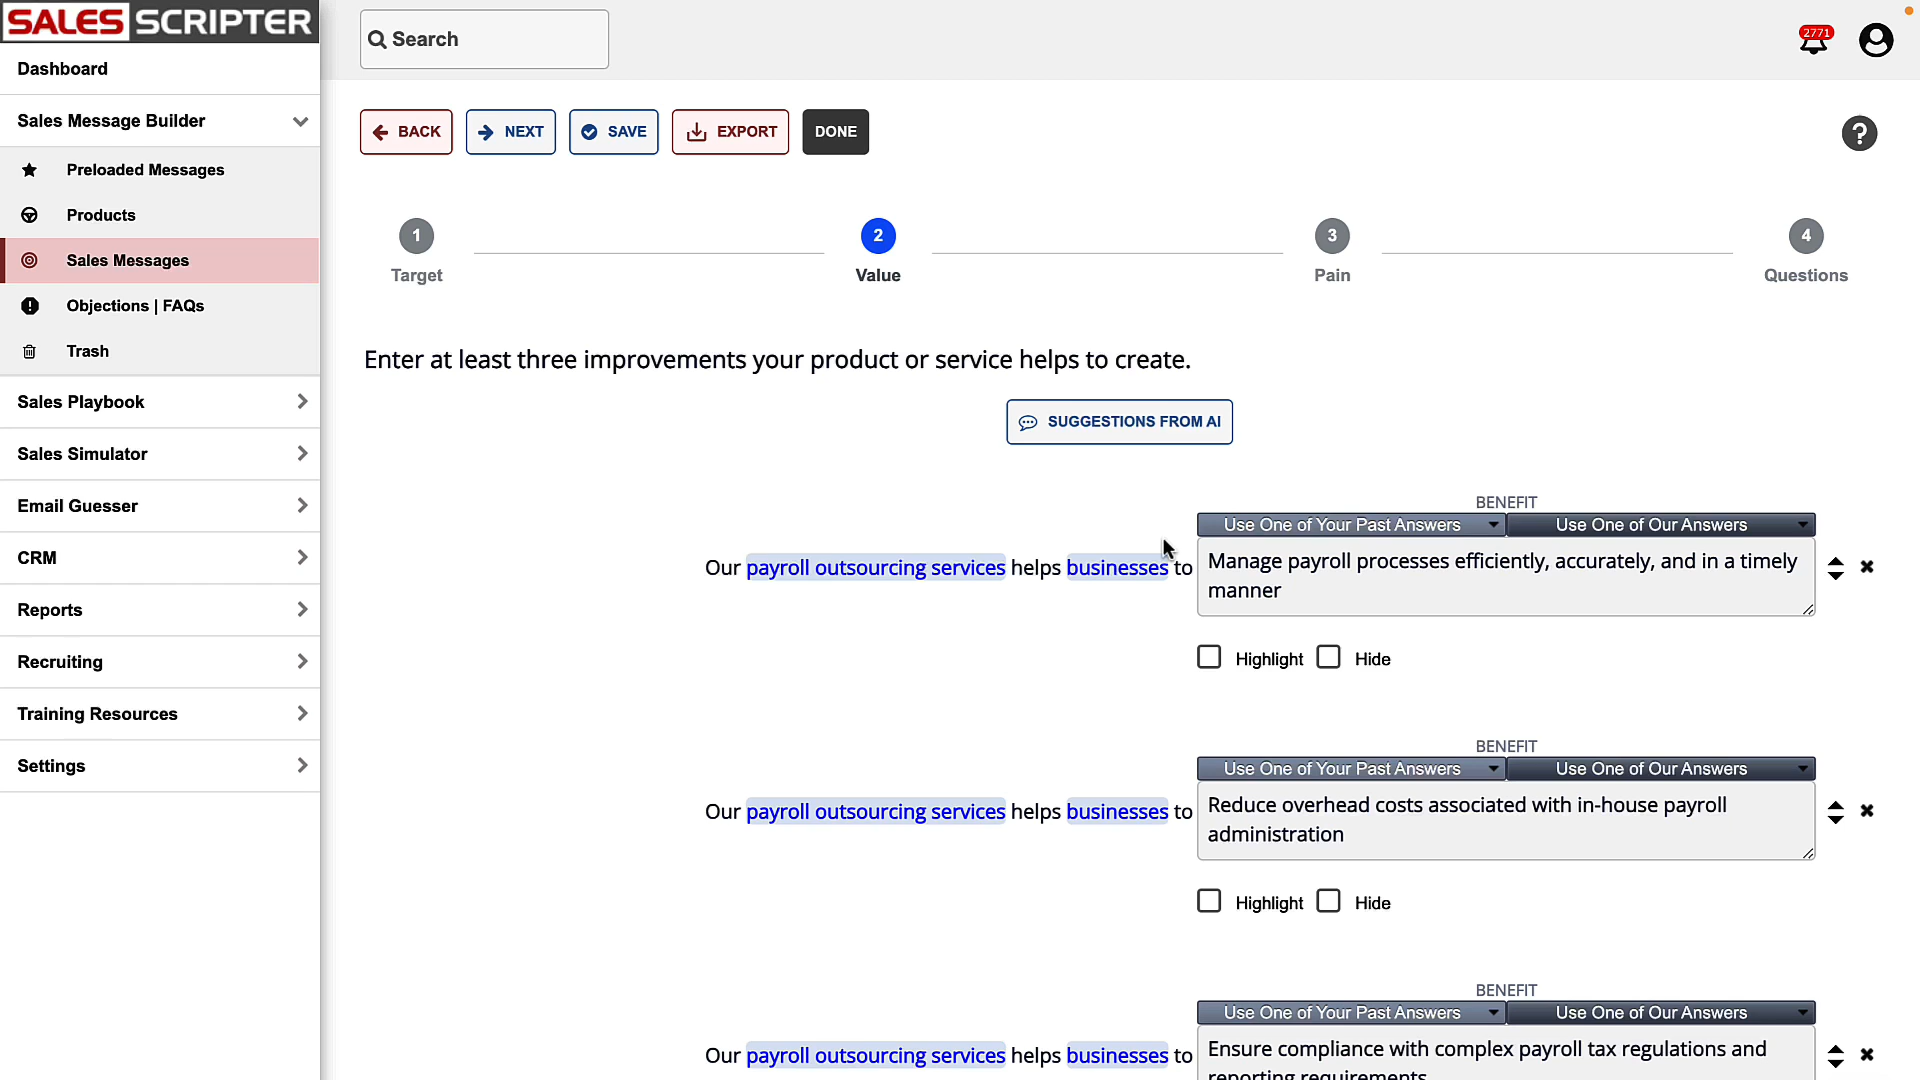 SALES SCRIPTER
Search
2771
Dashboard
Sales Message Builder
Preloaded Messages
Products
Sales Messages
Objections | FAQs
Trash
Sales Playbook
Sales Simulator
Email Guesser
CRM
Reports
Recruiting
Training Resources
Settings
BACK
NEXT
SAVE
EXPORT
DONE
?
1
2
3
4
Target
Value
Pain
Questions
Enter at least three improvements your product or service helps to create.
SUGGESTIONS FROM AI
BENEFIT
Use One of Your Past Answers
Use One of Our Answers
Our payroll outsourcing services helps businesses to
Manage payroll processes efficiently, accurately, and in a timely
manner
Highlight
Hide
BENEFIT
Use One of Your Past Answers
Use One of Our Answers
Our payroll outsourcing services helps businesses to
Reduce overhead costs associated with in-house payroll
administration
Highlight
Hide
BENEFIT
Use One of Your Past Answers
Use One of Our Answers
Our payroll outsourcing services helps businesses to
Ensure compliance with complex payroll tax regulations and
reporting requirements